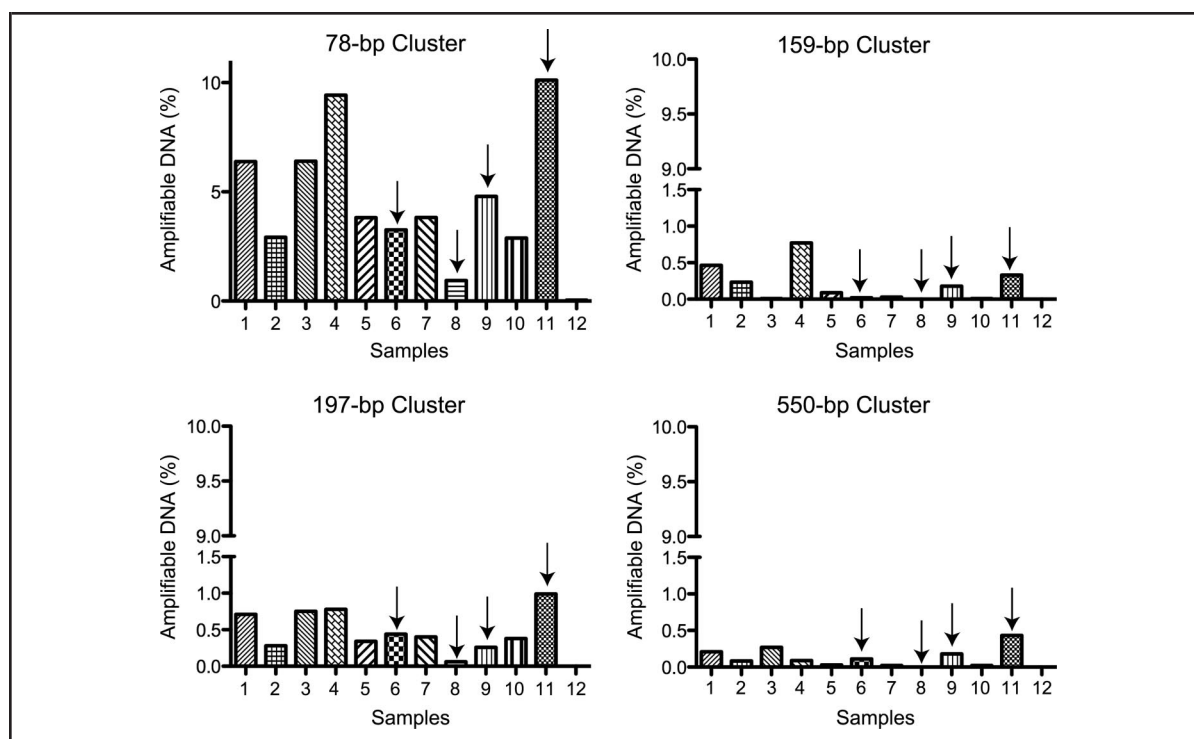 78-bp Cluster
Amplifiable DNA (%)
10
5
0
1 2 3 4 5 6 7 8 9 10 11 12
Samples
159-bp Cluster
Amplifiable DNA (%)
10.0
9.5
9.0
1.5
1.0
0.5
0.0
1 2 3 4 5 6 7 8 9 10 11 12
Samples
197-bp Cluster
Amplifiable DNA (%)
10.0
9.5
9.0
1.5
1.0
0.5
0.0
1 2 3 4 5 6 7 8 9 10 11 12
Samples
550-bp Cluster
Amplifiable DNA (%)
10.0
9.5
9.0
1.5
1.0
0.5
0.0
1 2 3 4 5 6 7 8 9 10 11 12
Samples